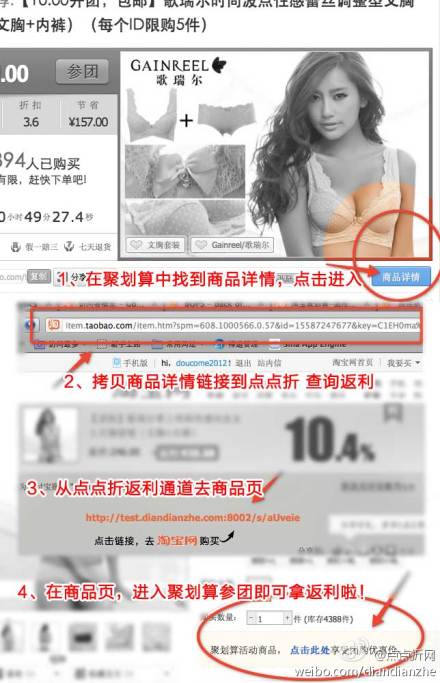 荐:【10.00开团，包邮】歌瑞尔时尚波点性感蕾丝调整型文胸
文胸+内裤）（每个ID限购5件）
.00
参团
GAINREEL
歌瑞尔
折扣
节省
3.6
¥157.00
894人已购买
有限，赶快下单吧!
0小时49分27.4秒
假一赔三
七天退货
文胸套装
Gainreel/歌瑞尔
复制
分享
商品详情
1、在聚划算中找到商品详情，点击进入
item.taobao.com/item.htm?spm=608.1000566.0.57&id=15587247677&key=C1EH0ma
手机版
hi, doucome2012!
退出
站内信
淘宝网首页
我要买
2、拷贝商品详情链接到点点折 查询返利
10.4%
3、从点点折返利通道去商品页
http://test.diandianzhe.com:8002/s/aUveie
点击链接，去淘宝网购买
4、在商品页，进入聚划算参团即可拿返利啦！
购买数量:
1
件 (库存4388件)
聚划算活动商品，点击此处享受团购优惠价
@点点折网
weibo.com/diandianzhe